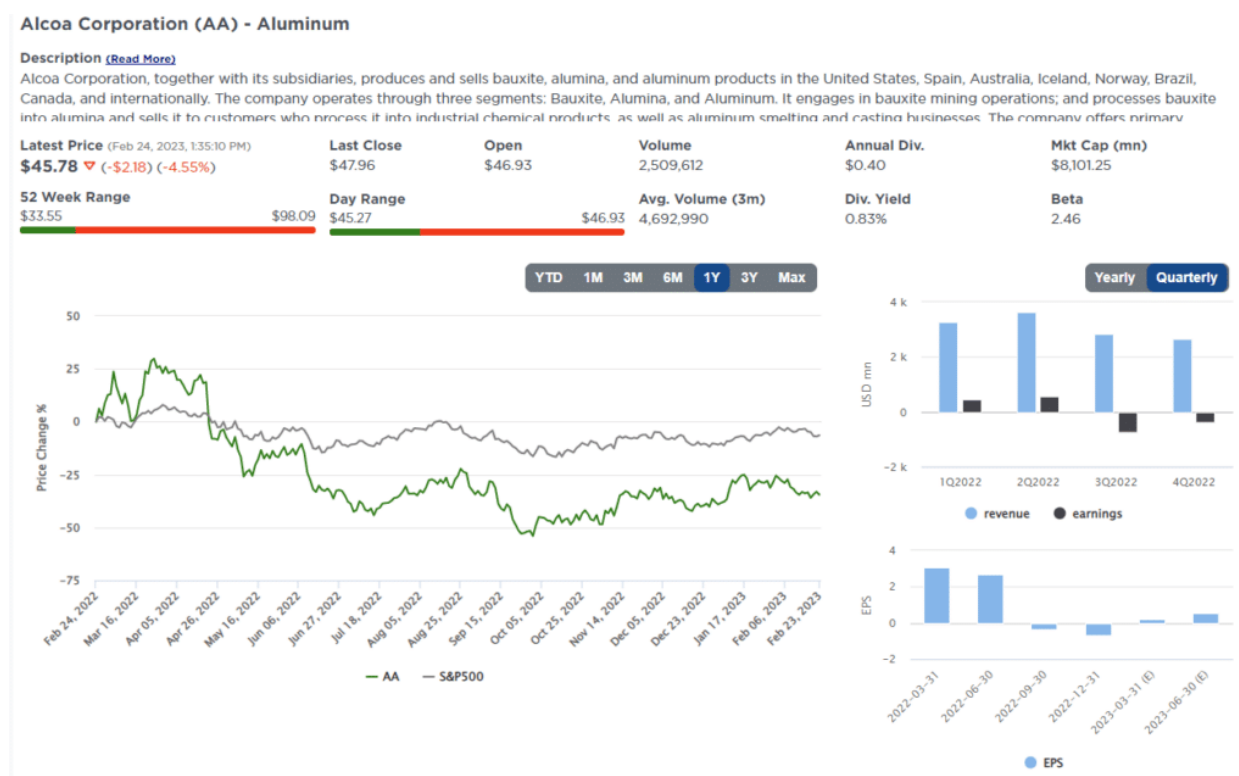 Alcoa Corporation (AA) - Aluminum
Description (Read More)
Alcoa Corporation, together with its subsidiaries, produces and sells bauxite, alumina, and aluminum products in the United States, Spain, Australia, Iceland, Norway, Brazil,
Canada, and internationally. The company operates through three segments: Bauxite, Alumina, and Aluminum. It engages in bauxite mining operations; and processes bauxite
into alumina and sells it to customers who process it into industrial chemical products, as well as aluminum smelting and casting businesses. The company offers primary
Latest Price (Feb 24, 2023, 1:35:10 PM) Last Close Open Volume Annual Div. Mkt Cap (mn)
$45.78 ▼ (-$2.18) (-4.55%) $47.96 $46.93 2,509,612 $0.40 $8,101.25
52 Week Range Day Range Avg. Volume (3m) Div. Yield Beta
$33.55 $98.09 $45.27 $46.93 4,692,990 0.83% 2.46
YTD 1M 3M 6M 1Y 3Y Max
Price Change %
50
25
0
-25
-50
-75
Feb 24, 2022 Mar 16, 2022 Apr 05, 2022 Apr 26, 2022 May 16, 2022 Jun 06, 2022 Jun 27, 2022 Jul 18, 2022 Aug 05, 2022 Aug 25, 2022 Sep 15, 2022 Oct 05, 2022 Oct 25, 2022 Nov 14, 2022 Dec 05, 2022 Dec 23, 2022 Jan 17, 2023 Feb 06, 2023 Feb 23, 2023
AA S&P500
Yearly Quarterly
USD mn
4 k
2 k
0
-2 k
1Q2022 2Q2022 3Q2022 4Q2022
revenue earnings
EPS
4
2
0
-2
2022-03-31 2022-06-30 2022-09-30 2022-12-31 2023-03-31 (E) 2023-06-30 (E)
EPS